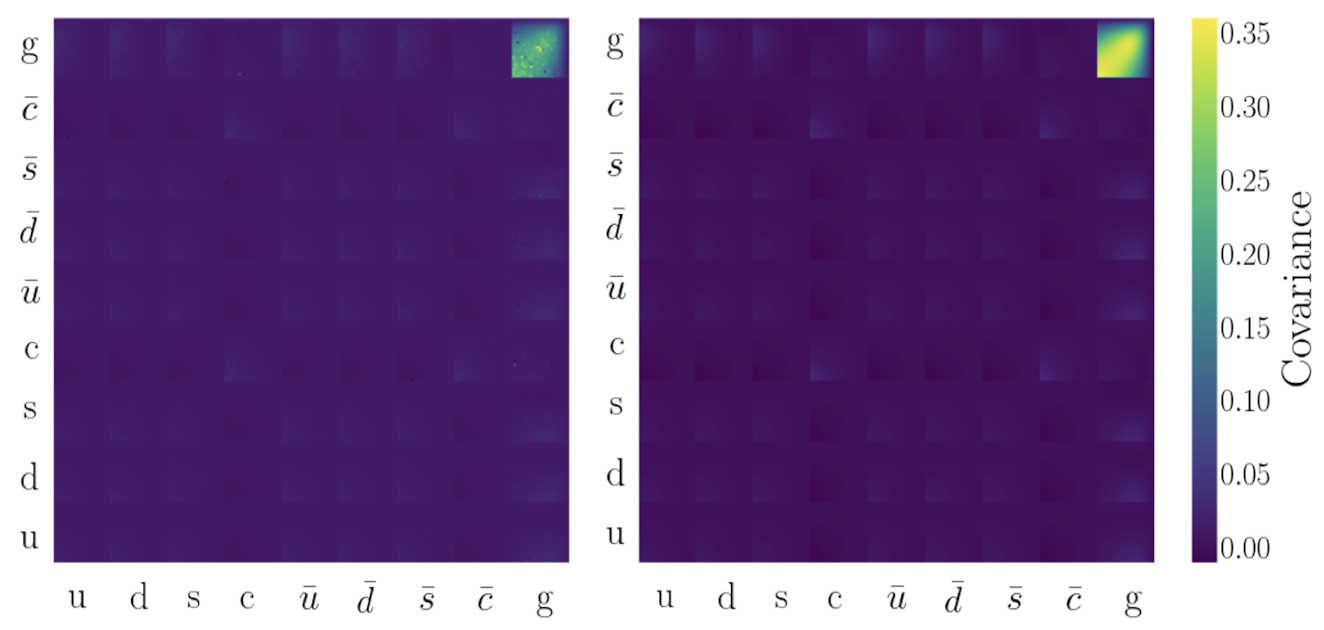 g
c̄
s̄
d̄
ū
c
s
d
u
u d s c ū d̄ s̄ c̄ g
g
c̄
s̄
d̄
ū
c
s
d
u
u d s c ū d̄ s̄ c̄ g
0.35
0.30
0.25
0.20
0.15
0.10
0.05
0.00
Covariance